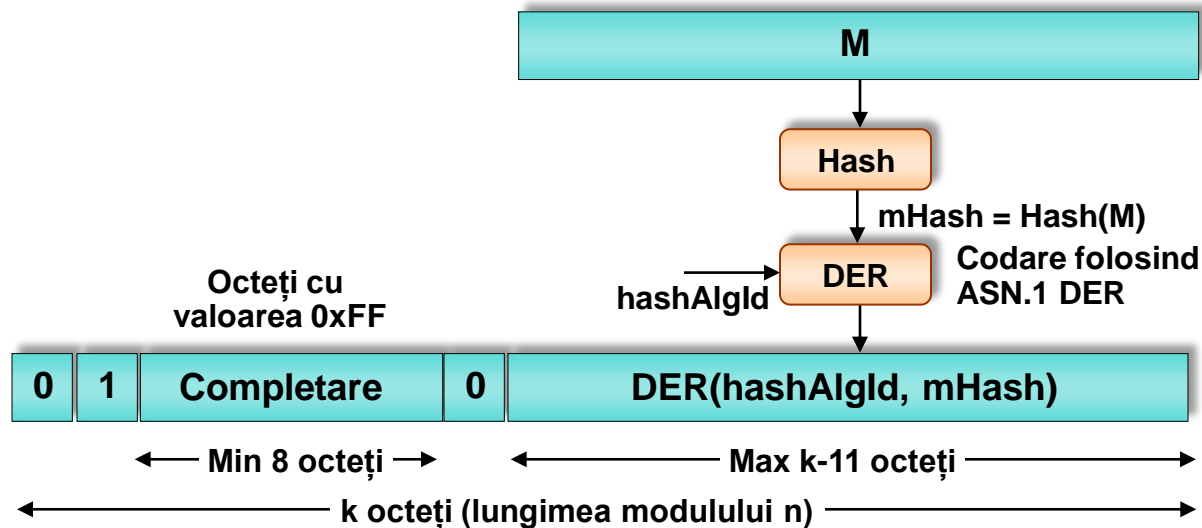 M
Hash
mHash = Hash(M)
hashAlgId
DER
Codare folosind
ASN.1 DER
Octeți cu
valoarea 0xFF
0 1 Completare 0 DER(hashAlgId, mHash)
Min 8 octeți
Max k-11 octeți
k octeți (lungimea modulului n)